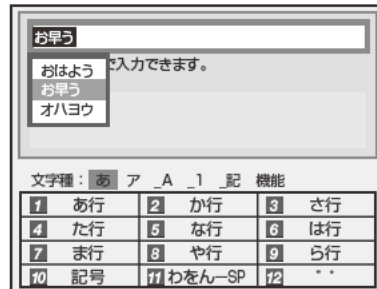 お早う
で入力できます。
おはよう
お早う
オハヨウ
文字種： あ ア _A _1 _記 機能
1 あ行 2 か行 3 さ行
4 た行 5 な行 6 は行
7 ま行 8 や行 9 ら行
10 記号 11 わをん—SP 12 ゛゜